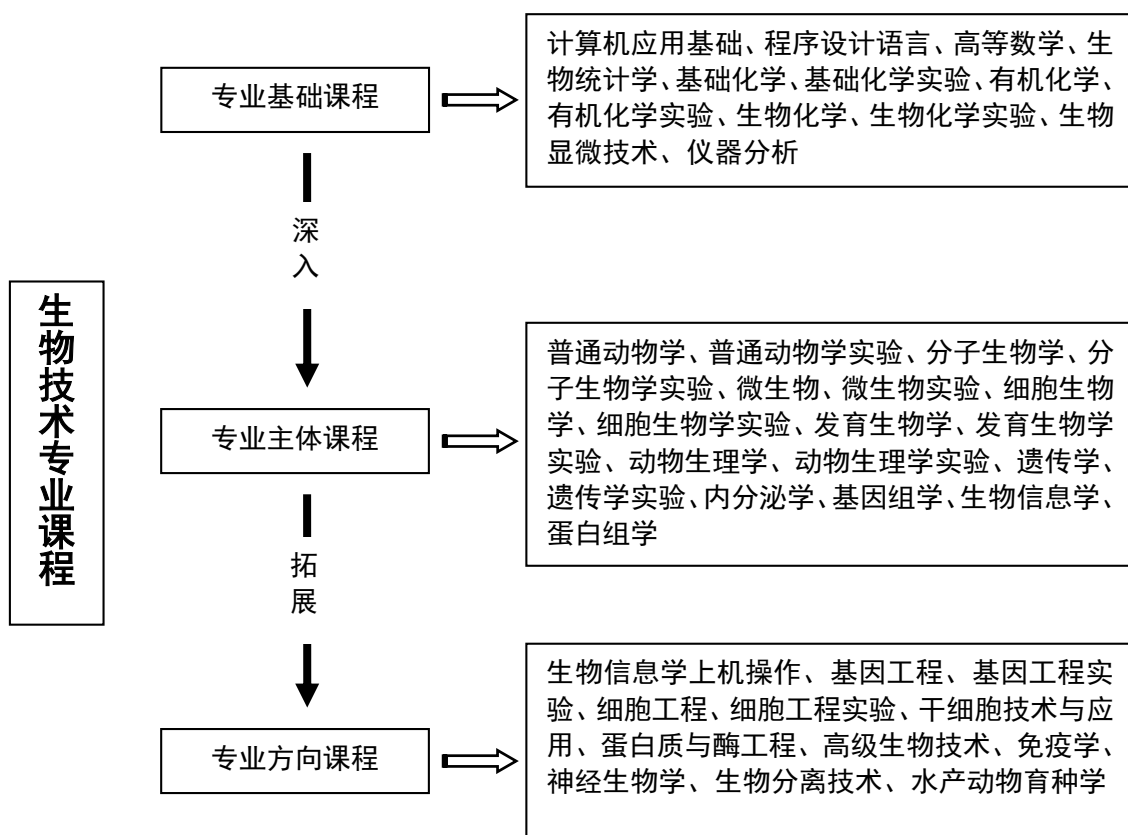 专业基础课程
计算机应用基础、程序设计语言、高等数学、生
物统计学、基础化学、基础化学实验、有机化学、
有机化学实验、生物化学、生物化学实验、生物
显微技术、仪器分析
深
入
生物技术专业课程
专业主体课程
普通动物学、普通动物学实验、分子生物学、分
子生物学实验、微生物、微生物实验、细胞生物
学、细胞生物学实验、发育生物学、发育生物学
实验、动物生理学、动物生理学实验、遗传学、
遗传学实验、内分泌学、基因组学、生物信息学、
蛋白组学
拓
展
专业方向课程
生物信息学上机操作、基因工程、基因工程实
验、细胞工程、细胞工程实验、干细胞技术与应
用、蛋白质与酶工程、高级生物技术、免疫学、
神经生物学、生物分离技术、水产动物育种学